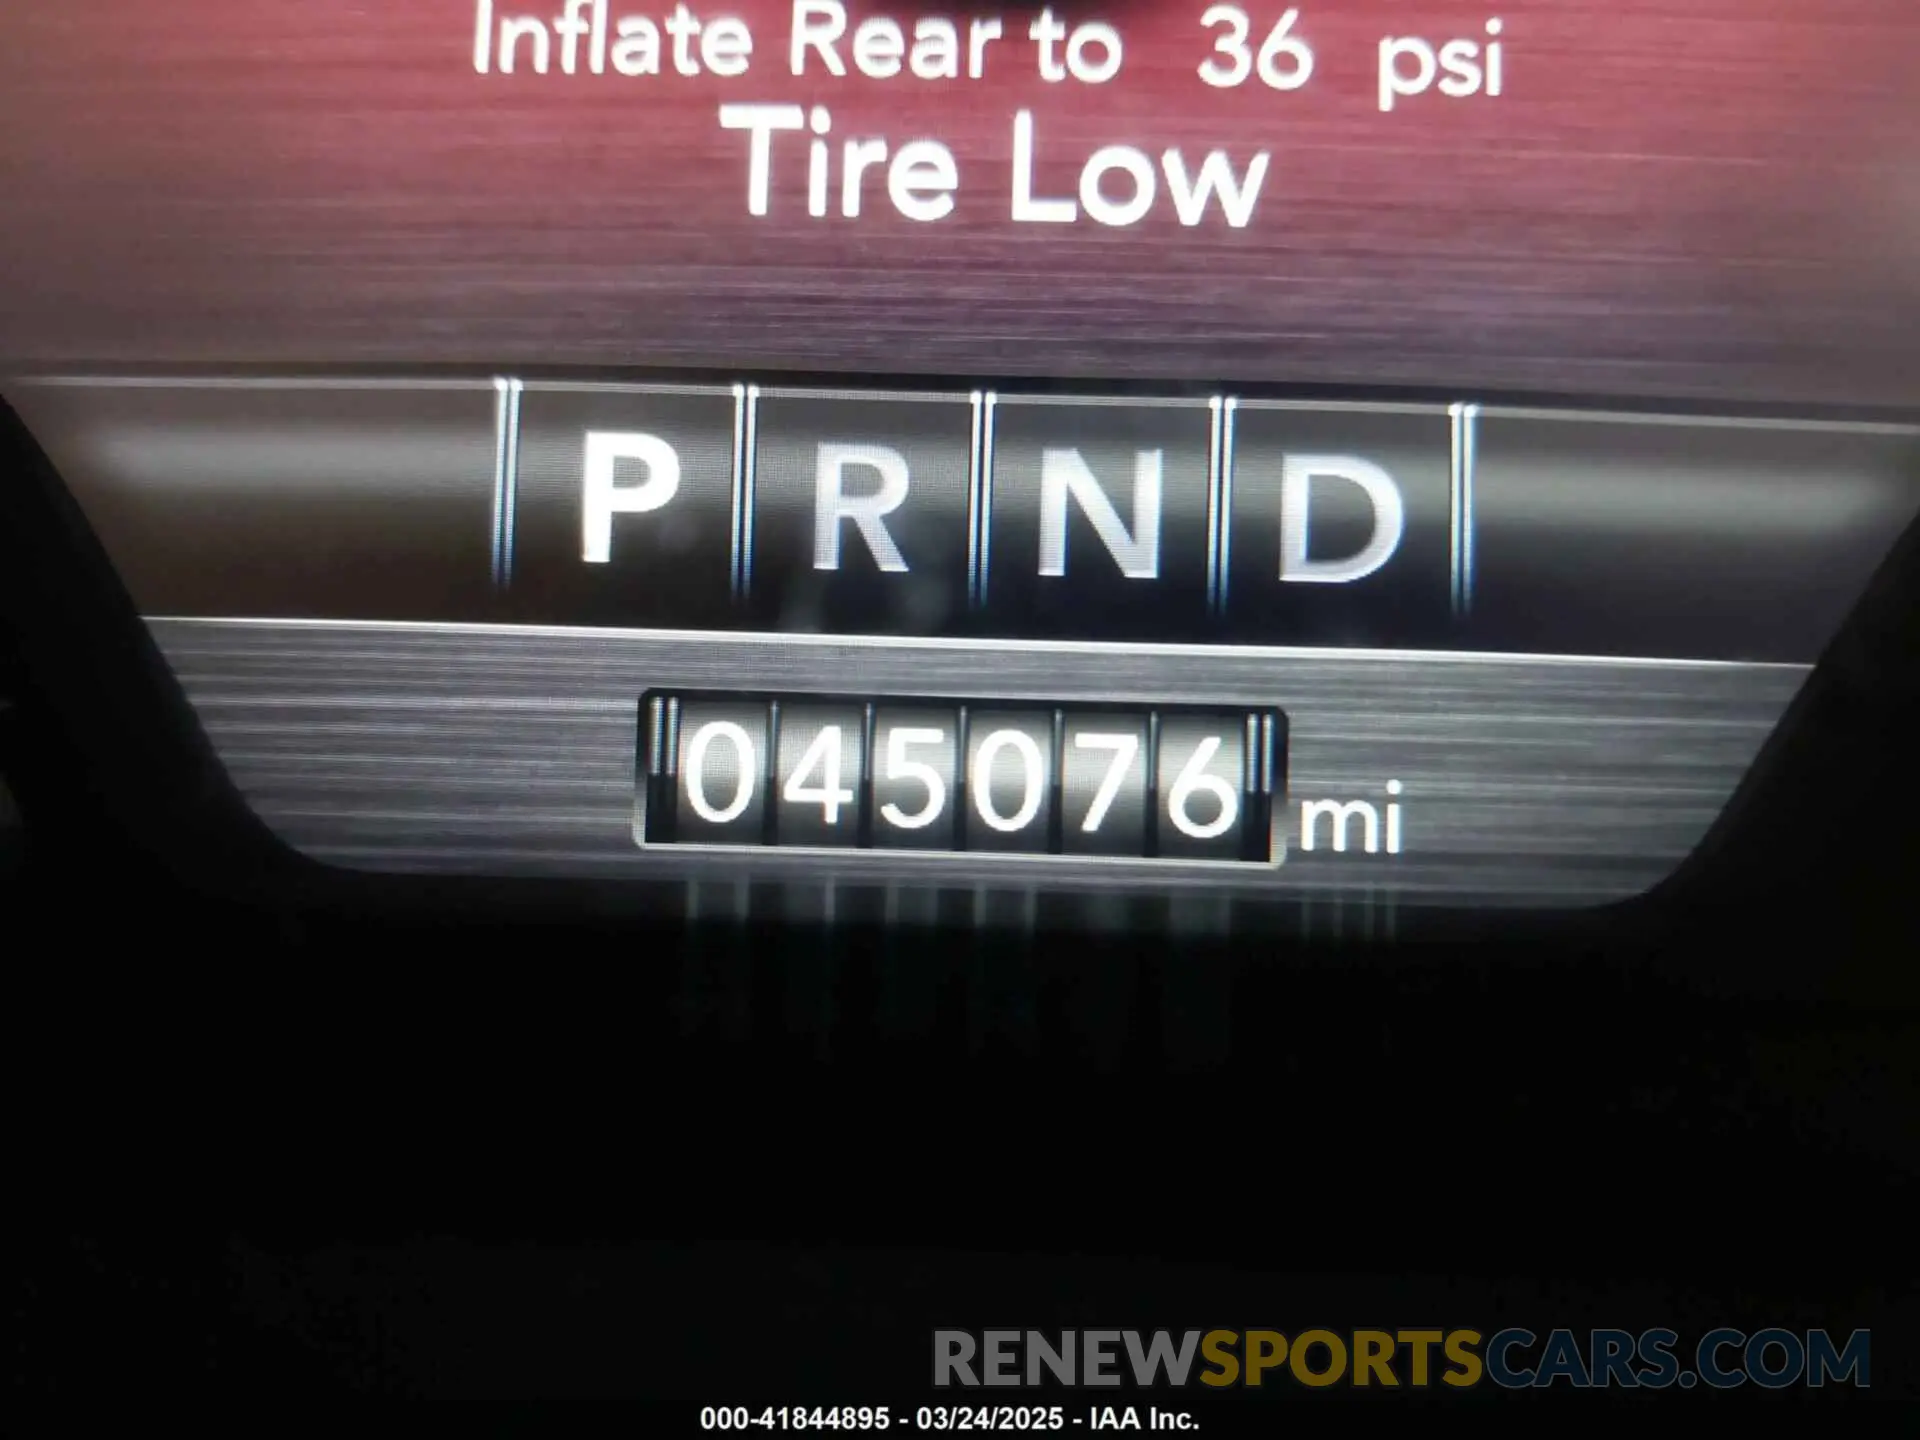 Inflate Rear to 36 psi
Tire Low
P R N D
045076 mi
RENEWSPORTSCARS.COM
000-41844895 - 03/24/2025 - IAA Inc.